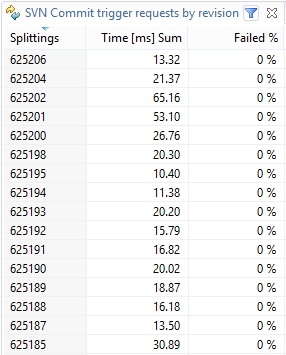 SVN Commit trigger requests by revision
Splittings Time [ms] Sum Failed %
625206 13.32 0 %
625204 21.37 0 %
625202 65.16 0 %
625201 53.10 0 %
625200 26.76 0 %
625198 20.30 0 %
625195 10.40 0 %
625194 11.38 0 %
625193 20.20 0 %
625192 15.79 0 %
625191 16.82 0 %
625190 20.02 0 %
625189 18.87 0 %
625188 16.18 0 %
625187 13.50 0 %
625185 30.89 0 %